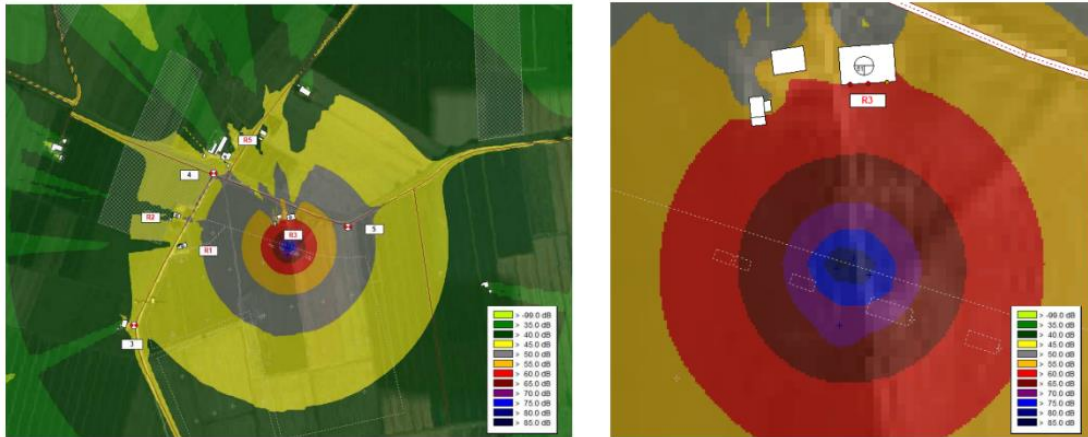 R5
4
R2
R3
5
R1
3
> -99.0 dB
> 35.0 dB
> 40.0 dB
> 45.0 dB
> 50.0 dB
> 55.0 dB
> 60.0 dB
> 65.0 dB
> 70.0 dB
> 75.0 dB
> 80.0 dB
> 85.0 dB
R3
> -99.0 dB
> 35.0 dB
> 40.0 dB
> 45.0 dB
> 50.0 dB
> 55.0 dB
> 60.0 dB
> 65.0 dB
> 70.0 dB
> 75.0 dB
> 80.0 dB
> 85.0 dB